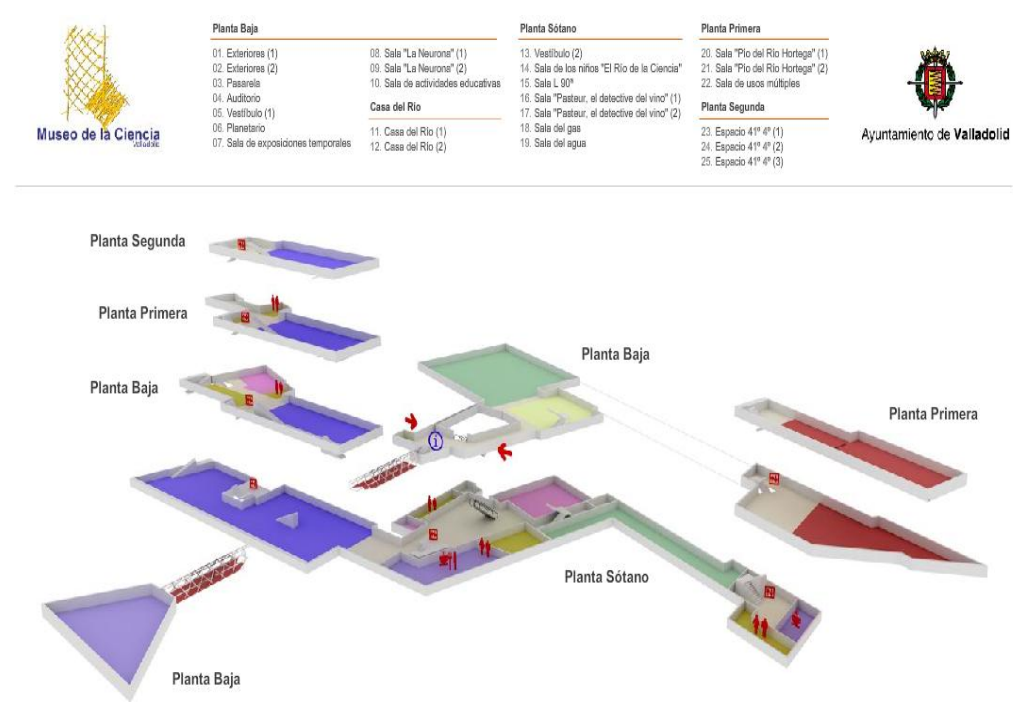 Museo de la Ciencia
Valladolid
Planta Baja
01. Exteriores (1)
02. Exteriores (2)
03. Pasarela
04. Auditorio
05. Vestíbulo (1)
06. Planetario
07. Sala de exposiciones temporales
08. Sala "La Neurona" (1)
09. Sala "La Neurona" (2)
10. Sala de actividades educativas
Casa del Rio
11. Casa del Río (1)
12. Casa del Río (2)
Planta Sótano
13. Vestíbulo (2)
14. Sala de los niños "El Río de la Ciencia"
15. Sala L 90º
16. Sala "Pasteur, el detective del vino" (1)
17. Sala "Pasteur, el detective del vino" (2)
18. Sala del gas
19. Sala del agua
Planta Primera
20. Sala "Pío del Río Hortega" (1)
21. Sala "Pío del Río Hortega" (2)
22. Sala de usos múltiples
Planta Segunda
23. Espacio 41º 4º (1)
24. Espacio 41º 4º (2)
25. Espacio 41º 4º (3)
Ayuntamiento de Valladolid
Planta Segunda
Planta Primera
Planta Baja
Planta Baja
Planta Primera
i
Planta Sótano
Planta Baja